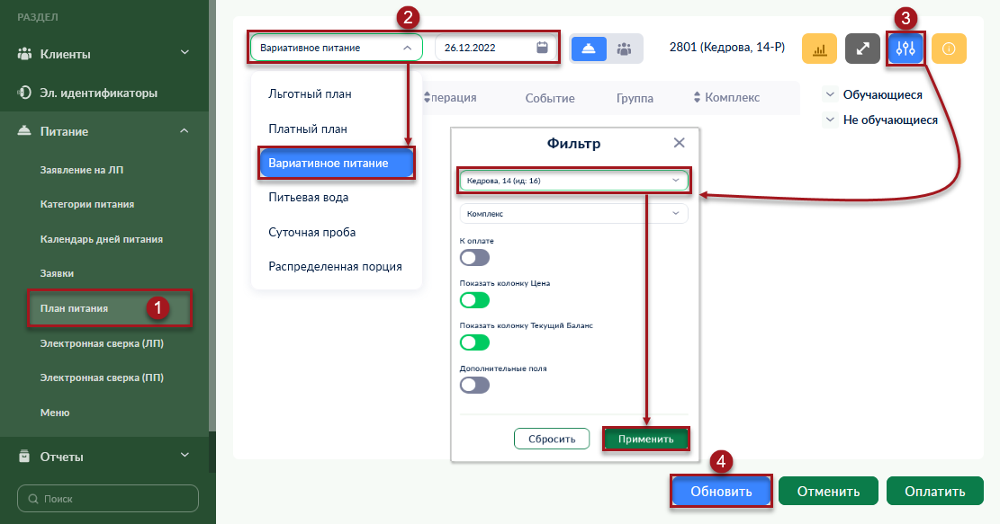 РАЗДЕЛ
Клиенты
Эл. идентификаторы
Питание
Заявление на ЛП
Категории питания
Календарь дней питания
Заявки
План питания
1
Электронная сверка (ЛП)
Электронная сверка (ПП)
Меню
Отчеты
Поиск
2
Вариативное питание
26.12.2022
2801 (Кедрова, 14-Р)
3
Льготный план
Платный план
Вариативное питание
Питьевая вода
Суточная проба
Распределенная порция
перация
Событие
Группа
Комплекс
Обучающиеся
Не обучающиеся
Фильтр
Кедрова, 14 (ид: 16)
Комплекс
К оплате
Показать колонку Цена
Показать колонку Текущий Баланс
Дополнительные поля
Сбросить
Применить
4
Обновить
Отменить
Оплатить